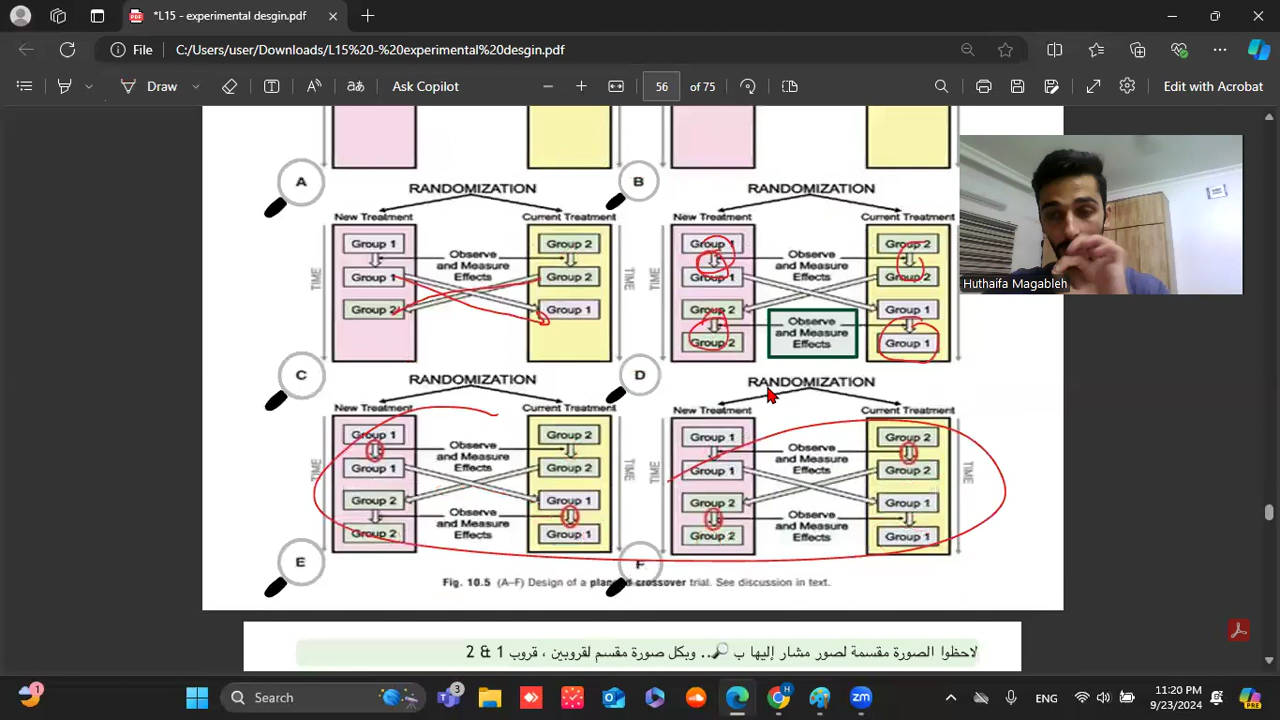 *L15 - experimental desgin.pdf
File
C:/Users/user/Downloads/L15%20-%20experimental%20desgin.pdf
Draw
Ask Copilot
56
of 75
Edit with Acrobat
A
B
RANDOMIZATION
New Treatment
Current Treatment
TIME
Group 1
Group 2
Observe
and Measure
Effects
Group 1
Group 2
Group 2
Group 1
TIME
C
RANDOMIZATION
New Treatment
Current Treatment
TIME
Group 1
Group 2
Observe
and Measure
Effects
Group 1
Group 2
Group 2
Group 1
Observe
and Measure
Effects
Group 2
Group 1
D
Huthaifa Magableh
RANDOMIZATION
New Treatment
Current Treatment
TIME
Group 1
Group 2
Observe
and Measure
Effects
Group 1
Group 2
Group 2
Group 1
Observe
and Measure
Effects
Group 2
Group 1
TIME
E
RANDOMIZATION
New Treatment
Current Treatment
TIME
Group 1
Group 2
Observe
and Measure
Effects
Group 1
Group 2
Group 2
Group 1
Observe
and Measure
Effects
Group 2
Group 1
TIME
F
Fig. 10.5 (A–F) Design of a planned crossover trial. See discussion in text.
لاحظوا الصورة مقسمة لصور مشار إليها ب 🔎.. وبكل صورة مقسم لقروبين ، قروب 1 & 2
1
Search
3
ENG
11:20 PM
9/23/2024